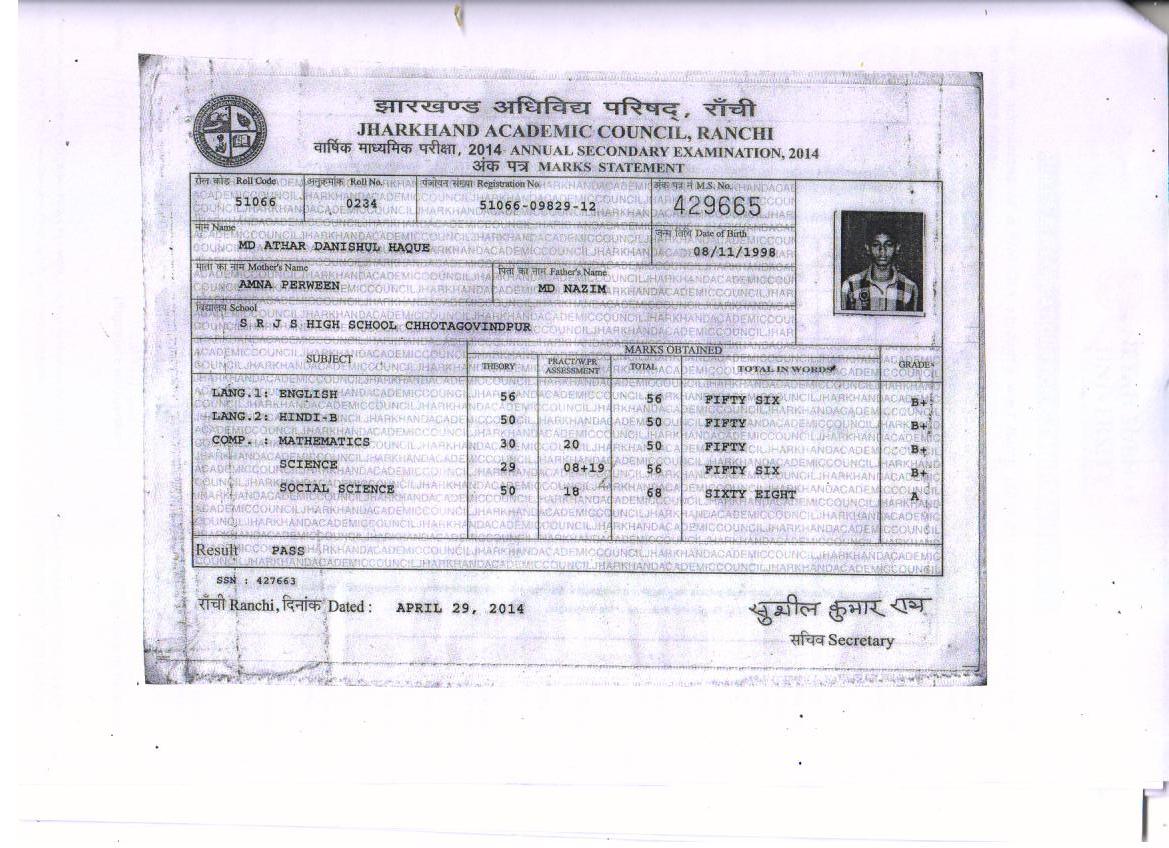 झारखण्ड अधिविद्य परिषद्, राँची
JHARKHAND ACADEMIC COUNCIL, RANCHI
वार्षिक माध्यमिक परीक्षा, 2014 ANNUAL SECONDARY EXAMINATION, 2014
अंक पत्र MARKS STATEMENT
रोल कोड Roll Code अनुक्रमांक Roll No. पंजीयन संख्या Registration No. अंक पत्र सं M.S. No.
51066 0234 51066-09829-12 429665
नाम Name जन्म तिथि Date of Birth
MD ATHAR DANISHUL HAQUE 08/11/1998
माता का नाम Mother's Name पिता का नाम Father's Name
AMNA PERWEEN MD NAZIM
विद्यालय School
S R J S HIGH SCHOOL CHHOTAGOVINDPUR
SUBJECT MARKS OBTAINED
THEORY PRACT/W.PR ASSESSMENT TOTAL TOTAL IN WORDS GRADE
LANG.1: ENGLISH 56 56 FIFTY SIX B+
LANG.2: HINDI-B 50 50 FIFTY B+
COMP. : MATHEMATICS 30 20 50 FIFTY B+
SCIENCE 29 08+19 56 FIFTY SIX B+
SOCIAL SCIENCE 50 18 68 SIXTY EIGHT A
Result PASS
SSN : 427663
राँची Ranchi, दिनांक Dated : APRIL 29, 2014
सुशील कुमार राय
सचिव Secretary